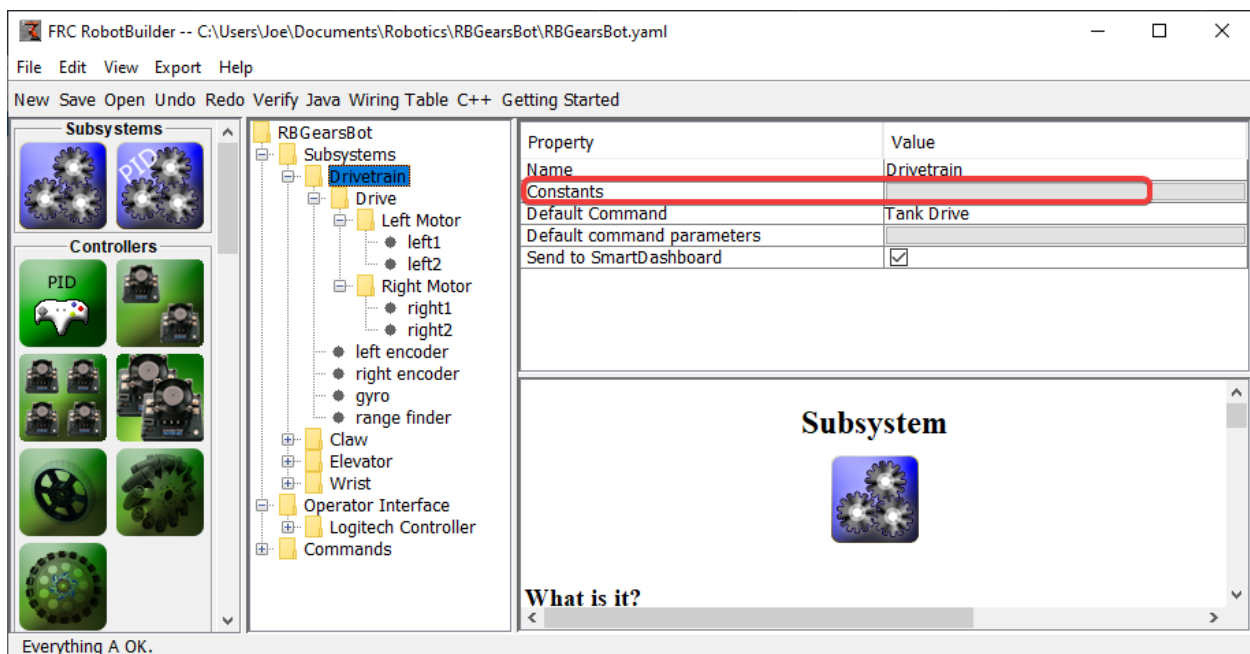 FRC RobotBuilder -- C:\Users\Joe\Documents\Robotics\RBGearsBot\RBGearsBot.yaml
File Edit View Export Help
New Save Open Undo Redo Verify Java Wiring Table C++ Getting Started
Subsystems
PID
Controllers
PID
RBGearsBot
Subsystems
Drivetrain
Drive
Left Motor
left1
left2
Right Motor
right1
right2
left encoder
right encoder
gyro
range finder
Claw
Elevator
Wrist
Operator Interface
Logitech Controller
Commands
Property Value
Name Drivetrain
Constants
Default Command Tank Drive
Default command parameters
Send to SmartDashboard
Subsystem
What is it?
Everything A OK.